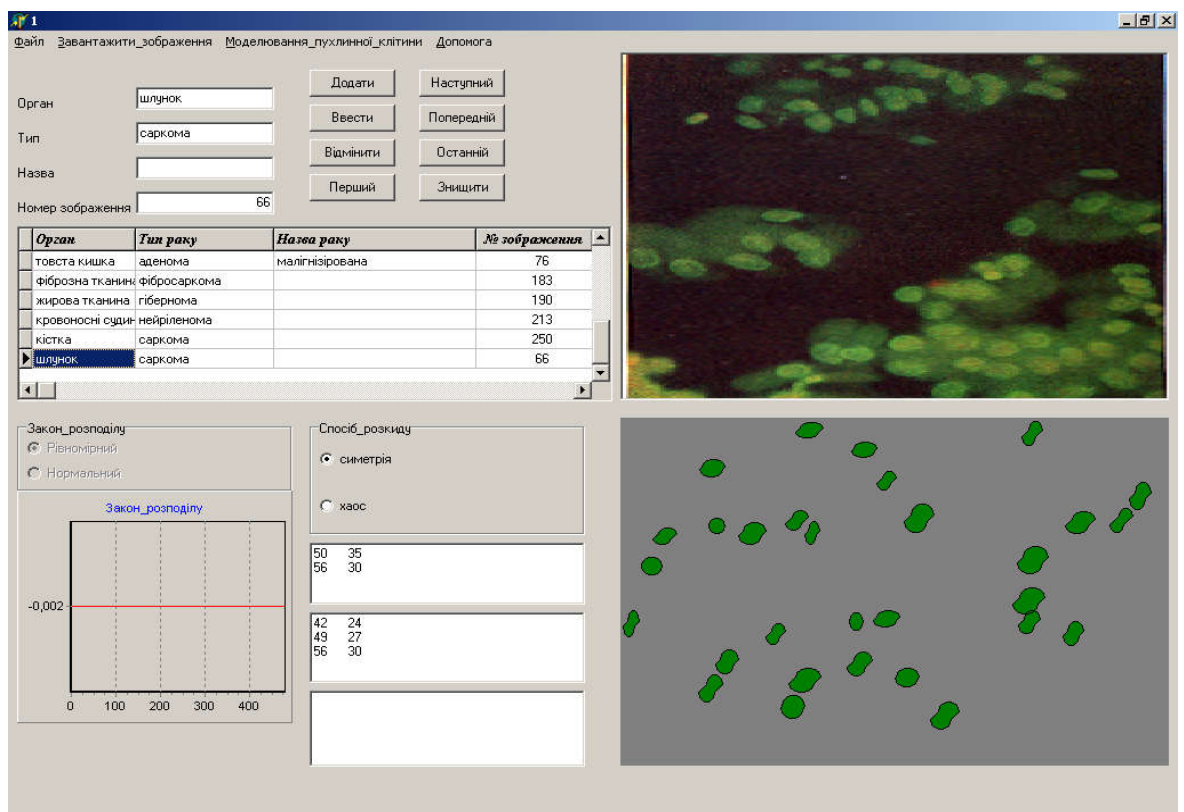 1
Файл Завантажити_зображення Моделювання_пухлинної_клітини Допомога
Орган шлунок
Тип саркома
Назва
Номер зображення 66
Додати Наступний
Ввести Попередній
Відмінити Останній
Перший Знищити
Орган Тип раку Назва раку № зображення
товста кишка аденома малігнізірована 76
фіброзна тканина фібросаркома 183
жирова тканина гібернома 190
кровоносні судин нейріленома 213
кістка саркома 250
шлунок саркома 66
Закон_розподілу
Рівномірний
Нормальний
Закон_розподілу
-0,002
0 100 200 300 400
Спосіб_розкиду
симетрія
хаос
50 35
56 30
42 24
49 27
56 30